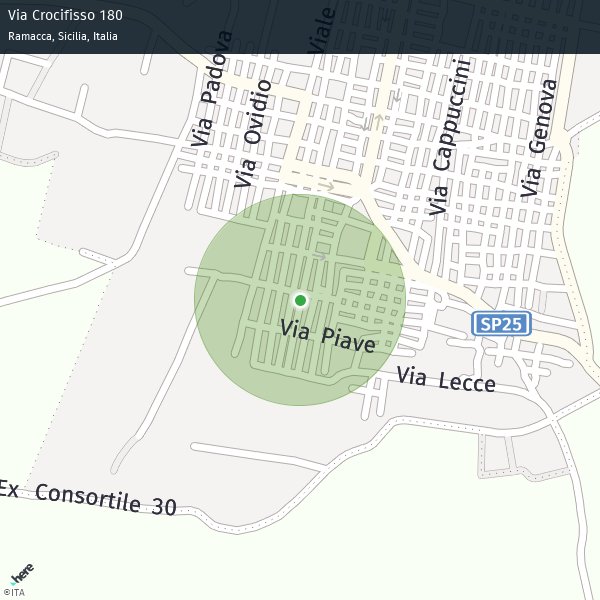 Via Crocifisso 180
Ramacca, Sicilia, Italia
Viale
Via Padova
Via Ovidio
Via Cappuccini
Via Genova
SP25
Via Piave
Via Lecce
Ex Consortile 30
here
©ITA